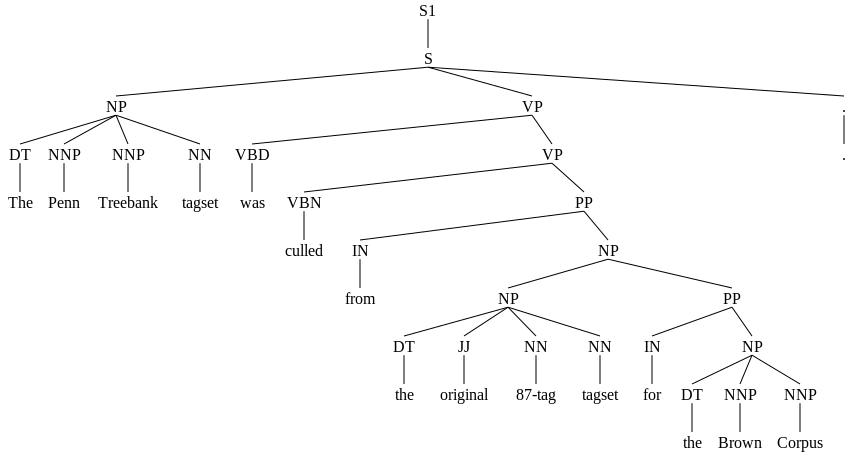 S1
S
NP VP .
DT NNP NNP NN VBD VP .
The Penn Treebank tagset was VBN PP
culled IN NP
from NP PP
DT JJ NN NN IN NP
the original 87-tag tagset for DT NNP NNP
the Brown Corpus